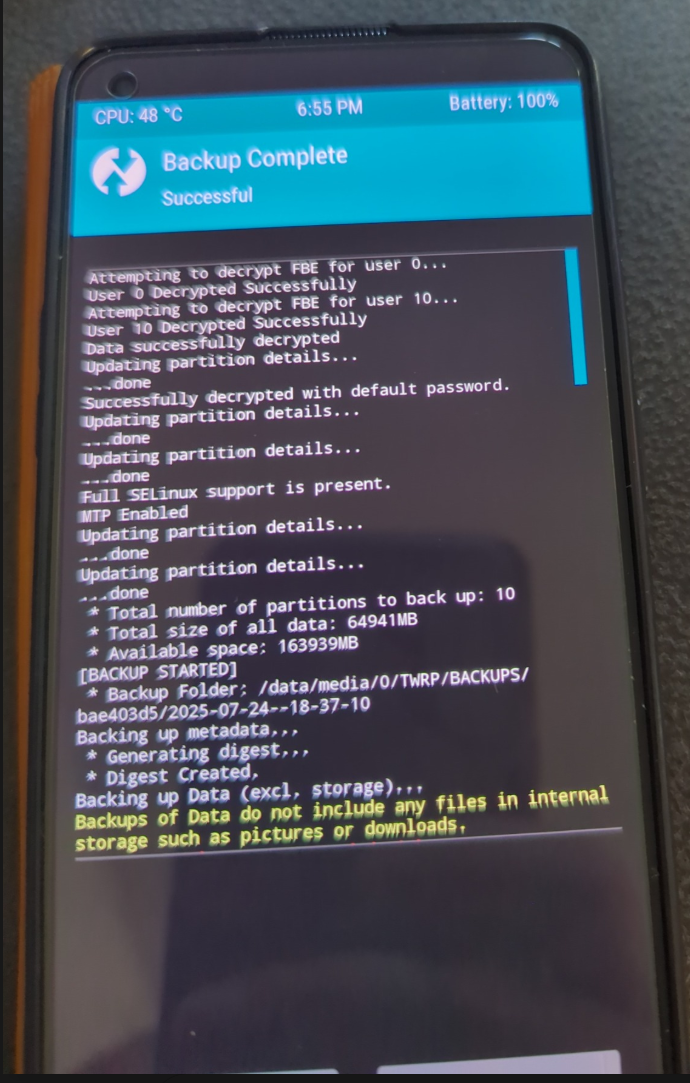 CPU: 48 °C 6:55 PM Battery: 100%
Backup Complete
Successful
Attempting to decrypt FBE for user 0...
User 0 Decrypted Successfully
Attempting to decrypt FBE for user 10...
User 10 Decrypted Successfully
Data successfully decrypted
Updating partition details...
...done
Successfully decrypted with default password.
Updating partition details...
...done
Updating partition details...
...done
Full SELinux support is present.
MTP Enabled
Updating partition details...
...done
Updating partition details...
...done
* Total number of partitions to back up: 10
* Total size of all data: 64941MB
* Available space: 163939MB
[BACKUP STARTED]
* Backup Folder: /data/media/0/TWRP/BACKUPS/
bae403d5/2025-07-24--18-37-10
Backing up metadata...
* Generating digest...
* Digest Created.
Backing up Data (excl. storage)...
Backups of Data do not include any files in internal
storage such as pictures or downloads.